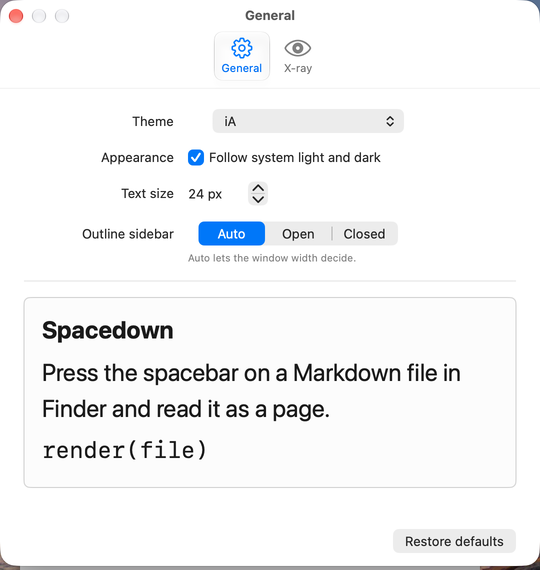 General
General
X-ray
Theme
iA
Appearance
Follow system light and dark
Text size
24 px
Outline sidebar
Auto
Open
Closed
Auto lets the window width decide.
Spacedown
Press the spacebar on a Markdown file in
Finder and read it as a page.
render(file)
Restore defaults